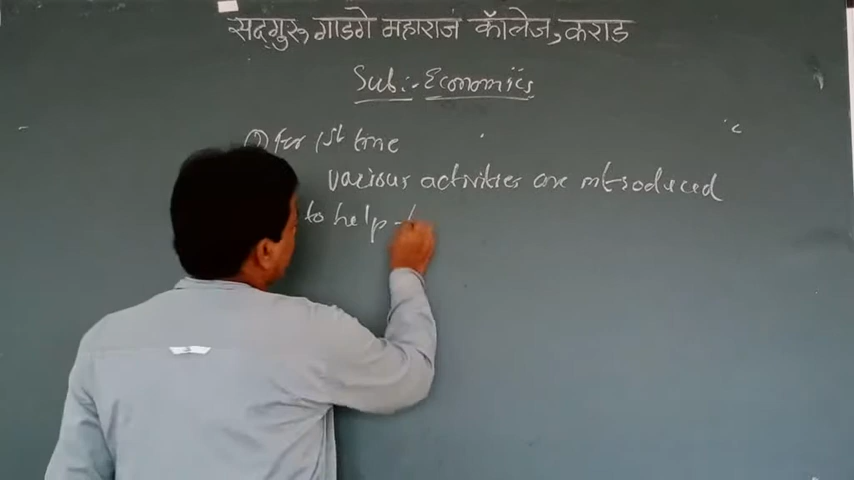 सद्गुरू गाडगे महाराज कॉलेज, कराड
Sub:- Economics
① for 1st time
various activities are introduced
to help